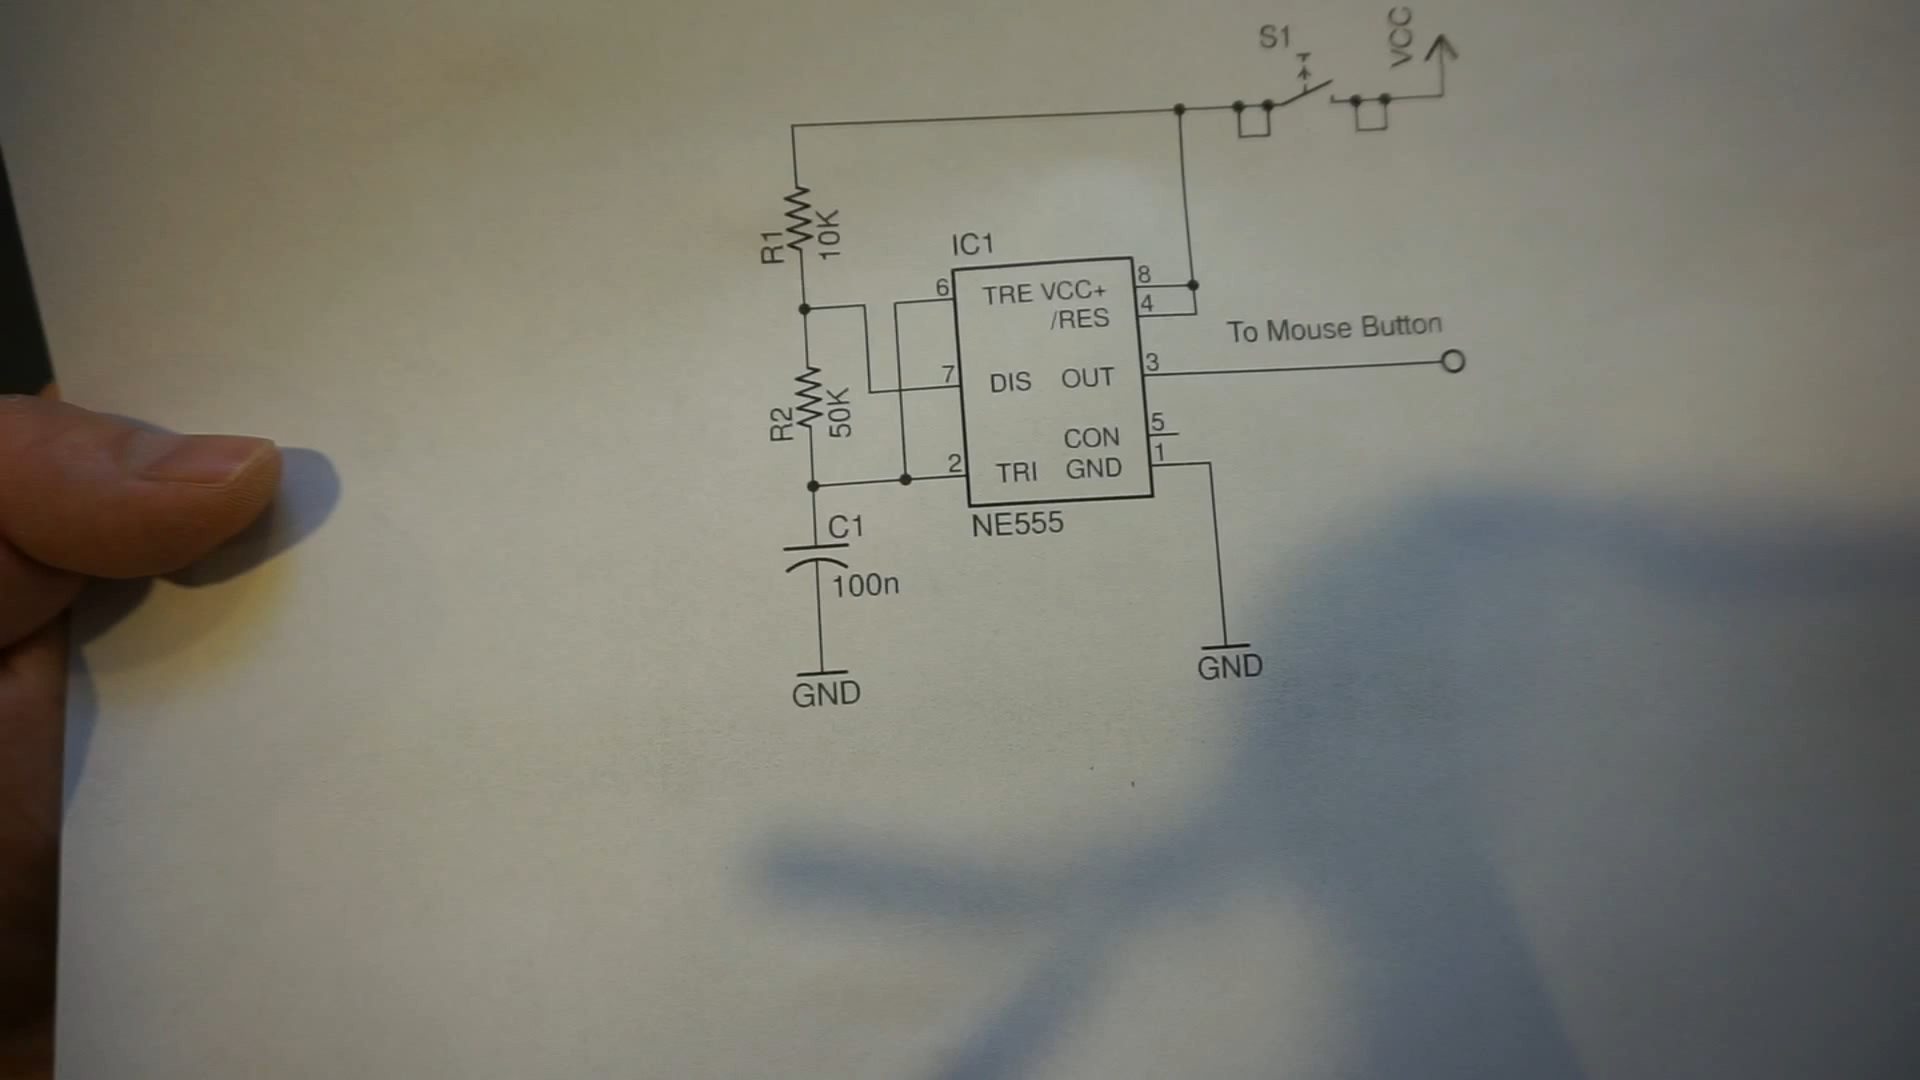 S1
VCC
R1
10K
IC1
6
TRE VCC+
8
/RES
4
To Mouse Button
7
DIS OUT
3
R2
50K
CON
5
2
TRI GND
1
C1
NE555
100n
GND
GND